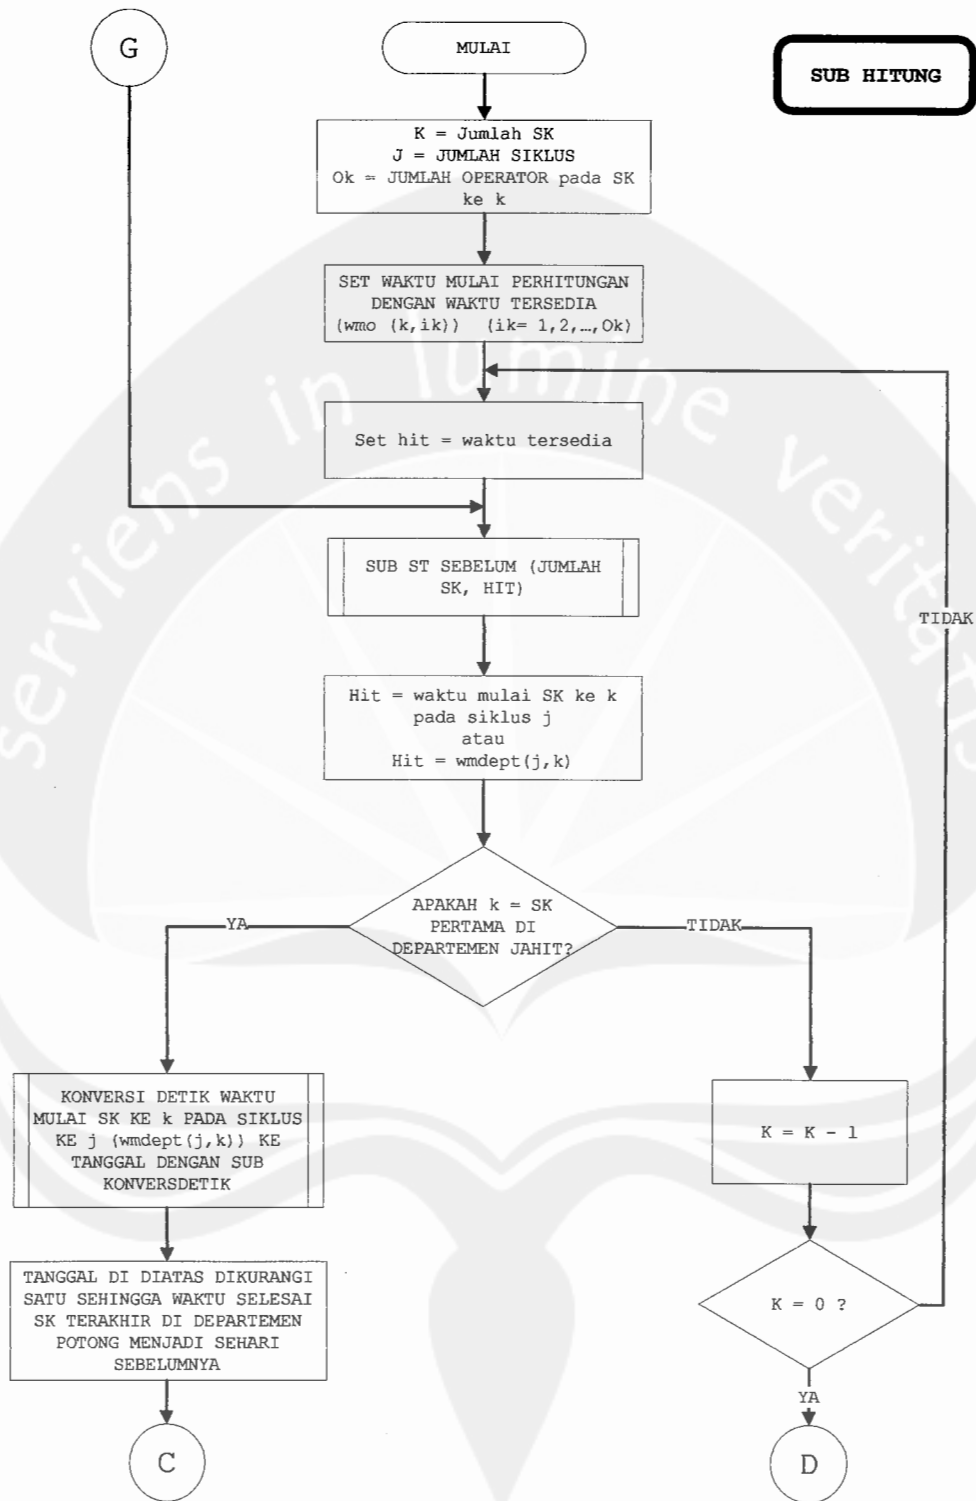 G
MULAI
SUB HITUNG
K = Jumlah SK
J = JUMLAH SIKLUS
Ok = JUMLAH OPERATOR pada SK
ke k
SET WAKTU MULAI PERHITUNGAN
DENGAN WAKTU TERSEDIA
(wmo (k,ik)) (ik= 1,2,…,Ok)
Set hit = waktu tersedia
SUB ST SEBELUM (JUMLAH
SK, HIT)
TIDAK
Hit = waktu mulai SK ke k
pada siklus j
atau
Hit = wmdept(j,k)
APAKAH k = SK
PERTAMA DI
DEPARTEMEN JAHIT?
YA
TIDAK
KONVERSI DETIK WAKTU
MULAI SK KE k PADA SIKLUS
KE j (wmdept(j,k)) KE
TANGGAL DENGAN SUB
KONVERSDETIK
K = K - 1
TANGGAL DI DIATAS DIKURANGI
SATU SEHINGGA WAKTU SELESAI
SK TERAKHIR DI DEPARTEMEN
POTONG MENJADI SEHARI
SEBELUMNYA
K = 0 ?
YA
C
D
serviens in lumine veritatis